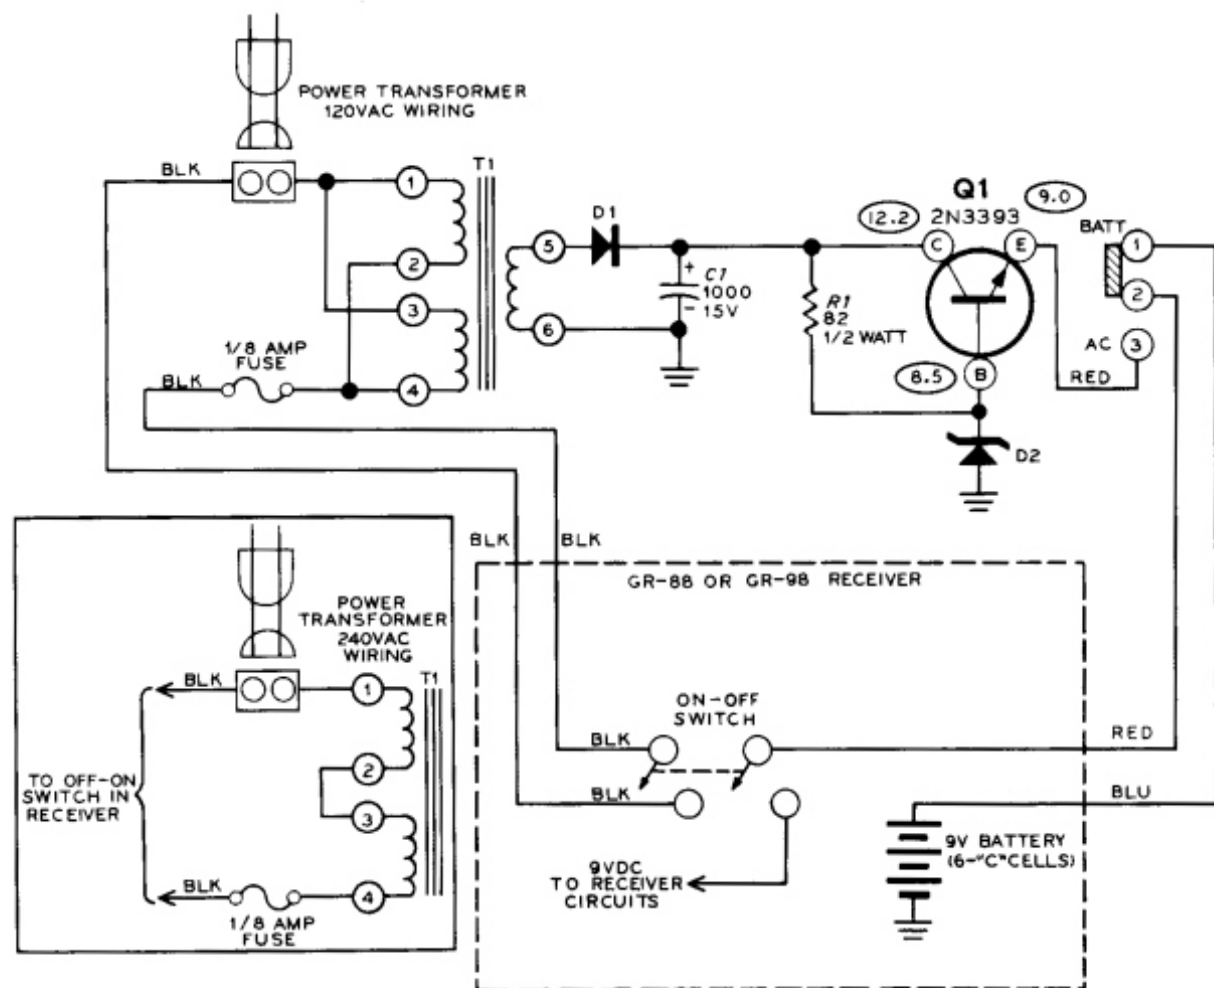 POWER TRANSFORMER
120VAC WIRING
BLK
T1
1
2
3
4
1/8 AMP
FUSE
BLK
5
6
D1
+
C1
1000
15V
-
R1
82
1/2 WATT
Q1
2N3393
12.2
9.0
C
E
8.5
B
D2
BATT
1
2
AC
3
RED
BLK
BLK
GR-88 OR GR-98 RECEIVER
POWER
TRANSFORMER
240VAC
WIRING
BLK
T1
1
2
3
4
TO OFF-ON
SWITCH IN
RECEIVER
BLK
1/8 AMP
FUSE
ON-OFF
SWITCH
BLK
BLK
RED
BLU
9VDC
TO RECEIVER
CIRCUITS
9V BATTERY
(6-"C"CELLS)